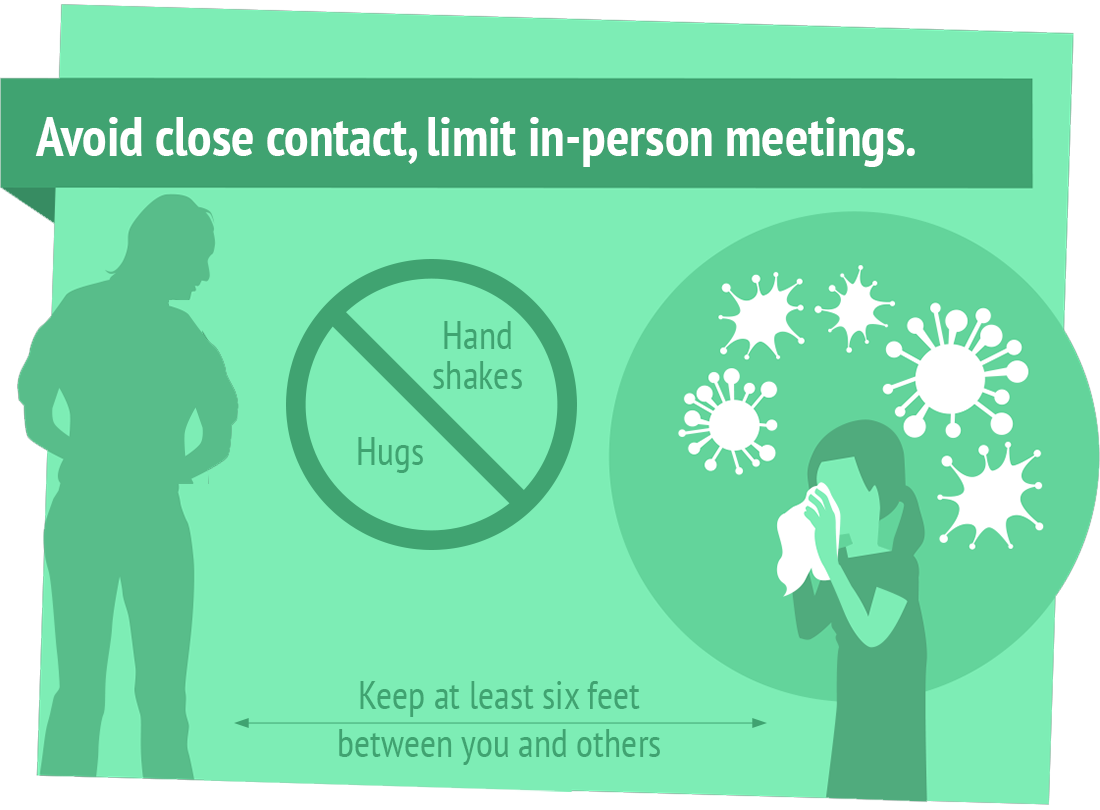 Avoid close contact, limit in-person meetings.
Hand
shakes
Hugs
Keep at least six feet
between you and others